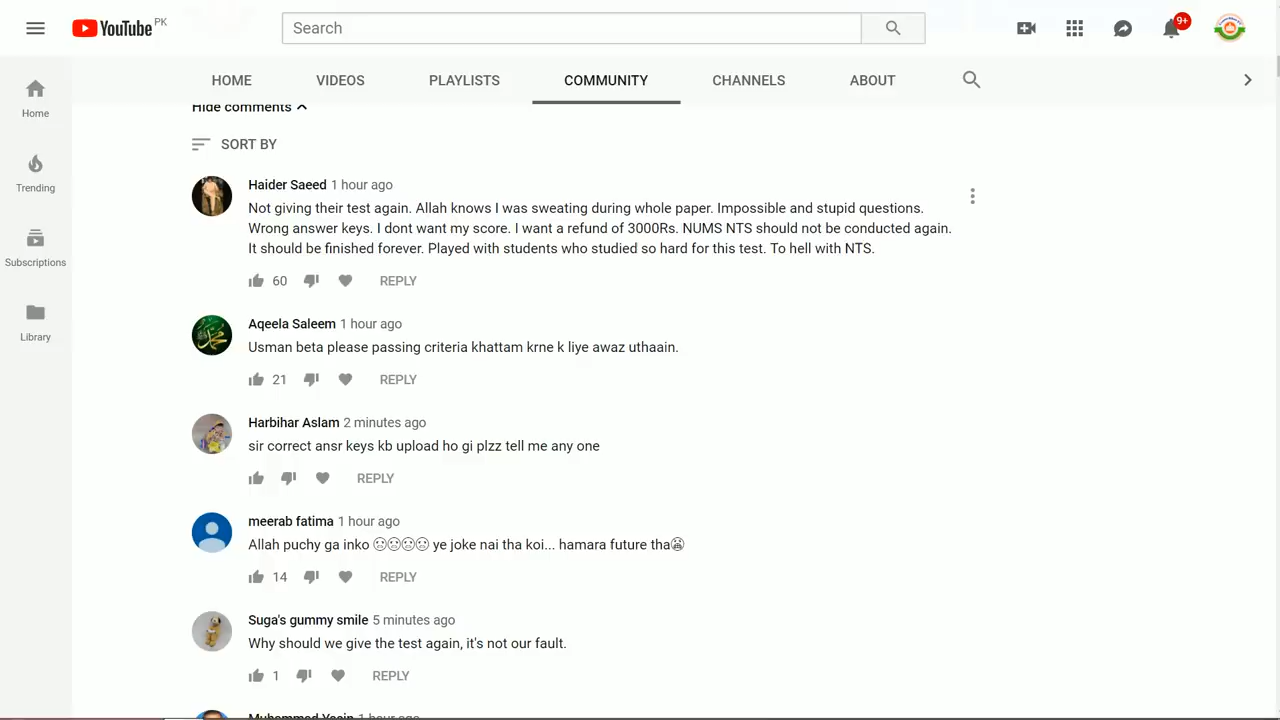 YouTube PK
Search
9+
HOME VIDEOS PLAYLISTS COMMUNITY CHANNELS ABOUT
Home
Trending
Subscriptions
Library
Hide comments
SORT BY
Haider Saeed 1 hour ago
Not giving their test again. Allah knows I was sweating during whole paper. Impossible and stupid questions.
Wrong answer keys. I dont want my score. I want a refund of 3000Rs. NUMS NTS should not be conducted again.
It should be finished forever. Played with students who studied so hard for this test. To hell with NTS.
60 REPLY
Aqeela Saleem 1 hour ago
Usman beta please passing criteria khattam krne k liye awaz uthaain.
21 REPLY
Harbihar Aslam 2 minutes ago
sir correct ansr keys kb upload ho gi plzz tell me any one
REPLY
meerab fatima 1 hour ago
Allah puchy ga inko ☹☹☹☹ ye joke nai tha koi... hamara future tha😫
14 REPLY
Suga's gummy smile 5 minutes ago
Why should we give the test again, it's not our fault.
1 REPLY
Muhammad Yasin 1 hour ago